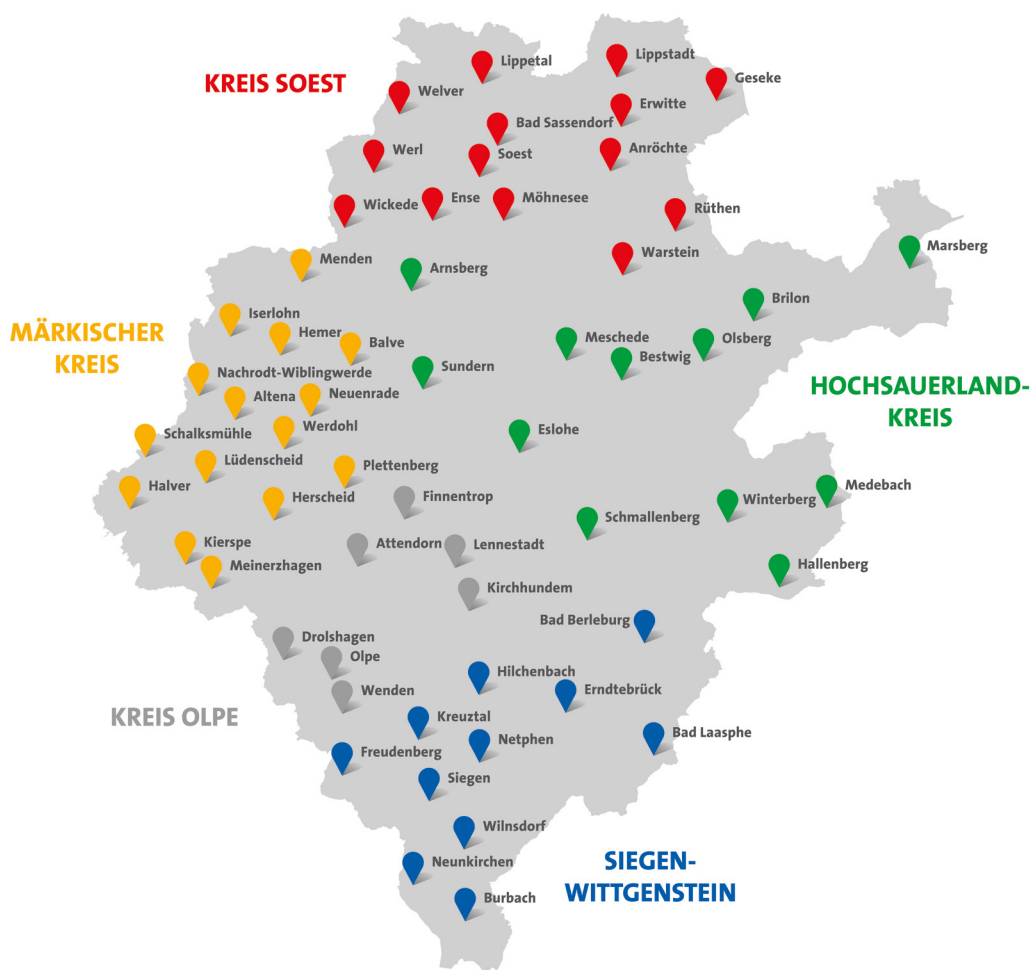 Lippetal
Lippstadt
KREIS SOEST
Geseke
Welver
Erwitte
Bad Sassendorf
Werl
Soest
Anröchte
Wickede
Ense
Möhnesee
Rüthen
Marsberg
Menden
Arnsberg
Warstein
Brilon
Iserlohn
MÄRKISCHER
KREIS
Hemer
Balve
Meschede
Olsberg
Bestwig
Nachrodt-Wiblingwerde
Sundern
HOCHSAUERLAND-
KREIS
Altena
Neuenrade
Schalksmühle
Werdohl
Eslohe
Lüdenscheid
Plettenberg
Halver
Herscheid
Finnentrop
Medebach
Winterberg
Schmallenberg
Kierspe
Attendorn
Lennestadt
Meinerzhagen
Hallenberg
Kirchhundem
Bad Berleburg
Drolshagen
Olpe
Hilchenbach
Wenden
Erndtebrück
KREIS OLPE
Kreuztal
Netphen
Bad Laasphe
Freudenberg
Siegen
Wilnsdorf
Neunkirchen
SIEGEN-
WITTGENSTEIN
Burbach